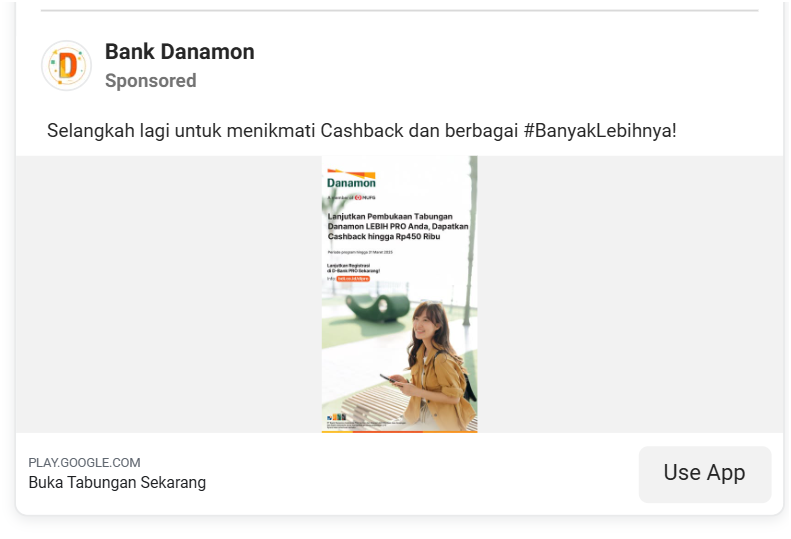 Bank Danamon
Sponsored
Selangkah lagi untuk menikmati Cashback dan berbagai #BanyakLebihnya!
Danamon
A member of MUFG
Lanjutkan Pembukaan Tabungan
Danamon LEBIH PRO Anda, Dapatkan
Cashback hingga Rp450 Ribu
Periode program hingga 31 Maret 2025
Lanjutkan Registrasi
di D-Bank PRO Sekarang!
Info:
PLAY.GOOGLE.COM
Buka Tabungan Sekarang
Use App